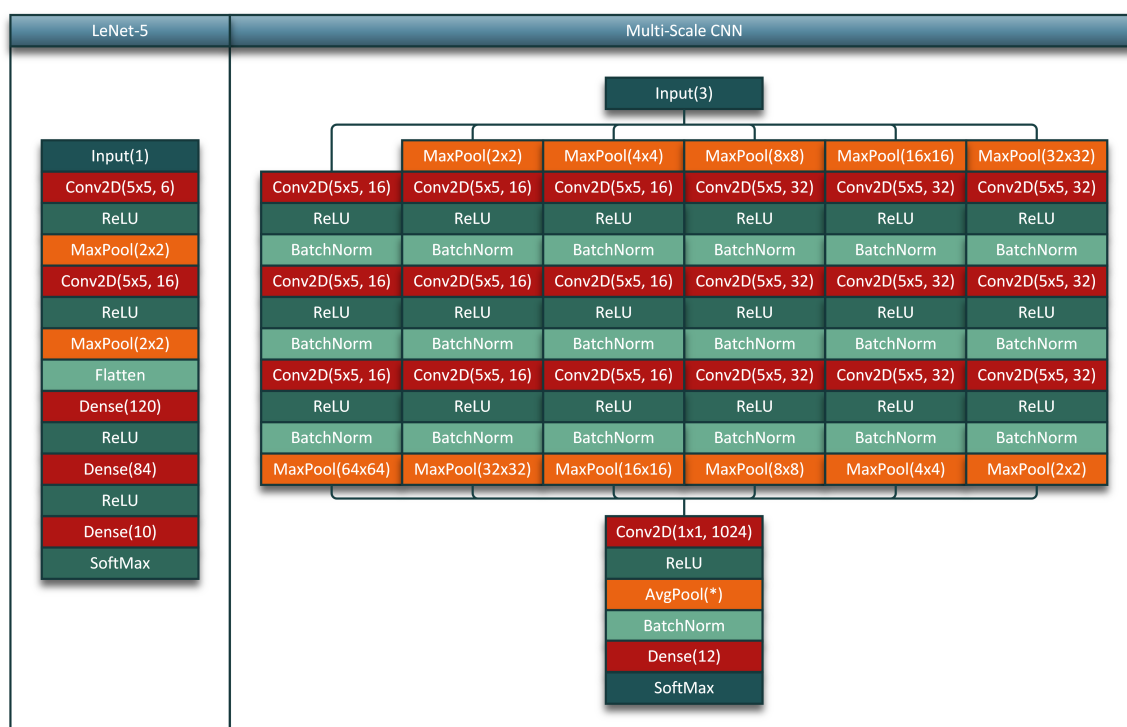 LeNet-5
Input(1)
Conv2D(5x5, 6)
ReLU
MaxPool(2x2)
Conv2D(5x5, 16)
ReLU
MaxPool(2x2)
Flatten
Dense(120)
ReLU
Dense(84)
ReLU
Dense(10)
SoftMax
Multi-Scale CNN
Input(3)
MaxPool(2x2) MaxPool(4x4) MaxPool(8x8) MaxPool(16x16) MaxPool(32x32)
Conv2D(5x5, 16) Conv2D(5x5, 16) Conv2D(5x5, 16) Conv2D(5x5, 32) Conv2D(5x5, 32) Conv2D(5x5, 32)
ReLU ReLU ReLU ReLU ReLU ReLU
BatchNorm BatchNorm BatchNorm BatchNorm BatchNorm BatchNorm
Conv2D(5x5, 16) Conv2D(5x5, 16) Conv2D(5x5, 16) Conv2D(5x5, 32) Conv2D(5x5, 32) Conv2D(5x5, 32)
ReLU ReLU ReLU ReLU ReLU ReLU
BatchNorm BatchNorm BatchNorm BatchNorm BatchNorm BatchNorm
Conv2D(5x5, 16) Conv2D(5x5, 16) Conv2D(5x5, 16) Conv2D(5x5, 32) Conv2D(5x5, 32) Conv2D(5x5, 32)
ReLU ReLU ReLU ReLU ReLU ReLU
BatchNorm BatchNorm BatchNorm BatchNorm BatchNorm BatchNorm
MaxPool(64x64) MaxPool(32x32) MaxPool(16x16) MaxPool(8x8) MaxPool(4x4) MaxPool(2x2)
Conv2D(1x1, 1024)
ReLU
AvgPool(*)
BatchNorm
Dense(12)
SoftMax